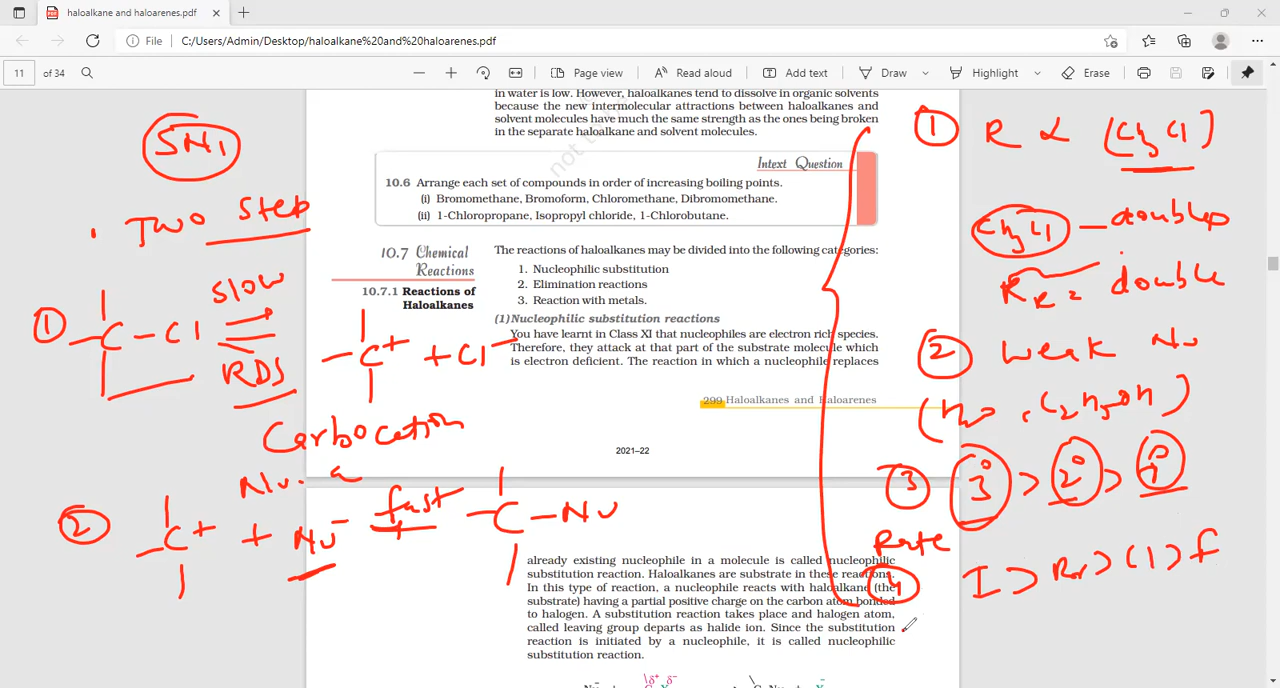 haloalkane and haloarenes.pdf
File C:/Users/Admin/Desktop/haloalkane%20and%20haloarenes.pdf
11 of 34 Page view Read aloud Add text Draw Highlight Erase
in water is low. However, haloalkanes tend to dissolve in organic solvents
because the new intermolecular attractions between haloalkanes and
solvent molecules have much the same strength as the ones being broken
in the separate haloalkane and solvent molecules.
Intext Question
10.6 Arrange each set of compounds in order of increasing boiling points.
(i) Bromomethane, Bromoform, Chloromethane, Dibromomethane.
(ii) 1-Chloropropane, Isopropyl chloride, 1-Chlorobutane.
10.7 Chemical
Reactions
10.7.1 Reactions of
Haloalkanes
The reactions of haloalkanes may be divided into the following categories:
1. Nucleophilic substitution
2. Elimination reactions
3. Reaction with metals.
(1)Nucleophilic substitution reactions
You have learnt in Class XI that nucleophiles are electron rich species.
Therefore, they attack at that part of the substrate molecule which
is electron deficient. The reaction in which a nucleophile replaces
299 Haloalkanes and Haloarenes
2021–22
already existing nucleophile in a molecule is called nucleophilic
substitution reaction. Haloalkanes are substrate in these reactions.
In this type of reaction, a nucleophile reacts with haloalkane (the
substrate) having a partial positive charge on the carbon atom bonded
to halogen. A substitution reaction takes place and halogen atom,
called leaving group departs as halide ion. Since the substitution
reaction is initiated by a nucleophile, it is called nucleophilic
substitution reaction.
SN1
Two Step
① C – Cl slow RDS C+ + Cl–
Carbocation
Nu. a
② C+ + Nu– fast C – Nu
① R α [CH3Cl]
CH3Cl – double
double
② weak Nu
(H2O, C2H5OH)
③ 3° > 2° > 1°
Rate
④ I > Br > Cl > F